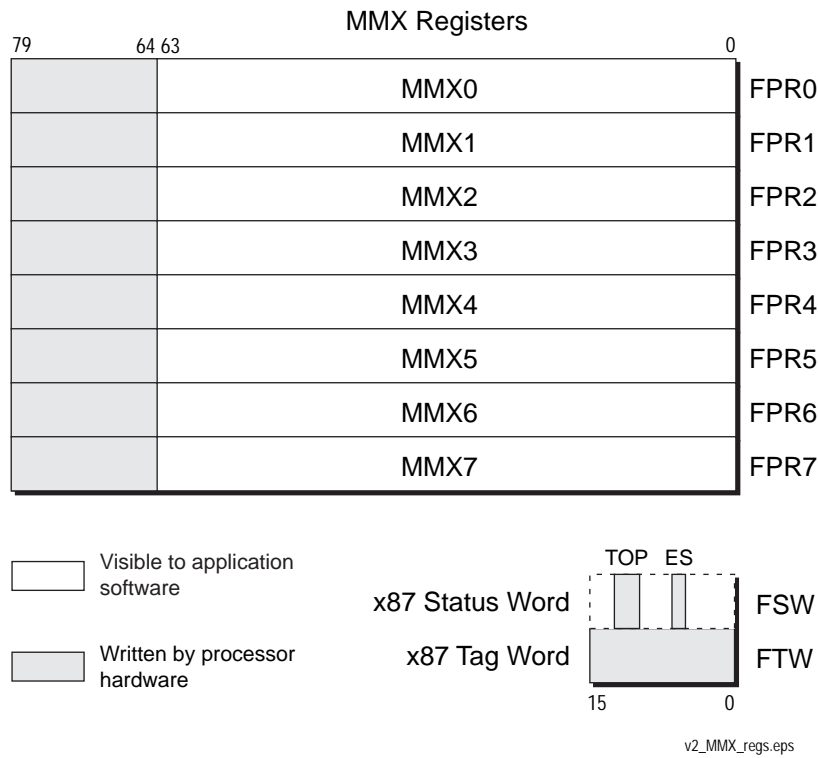 MMX Registers
79 64 63 0
MMX0 FPR0
MMX1 FPR1
MMX2 FPR2
MMX3 FPR3
MMX4 FPR4
MMX5 FPR5
MMX6 FPR6
MMX7 FPR7
Visible to application
software
Written by processor
hardware
TOP ES
x87 Status Word FSW
x87 Tag Word FTW
15 0
v2_MMX_regs.eps